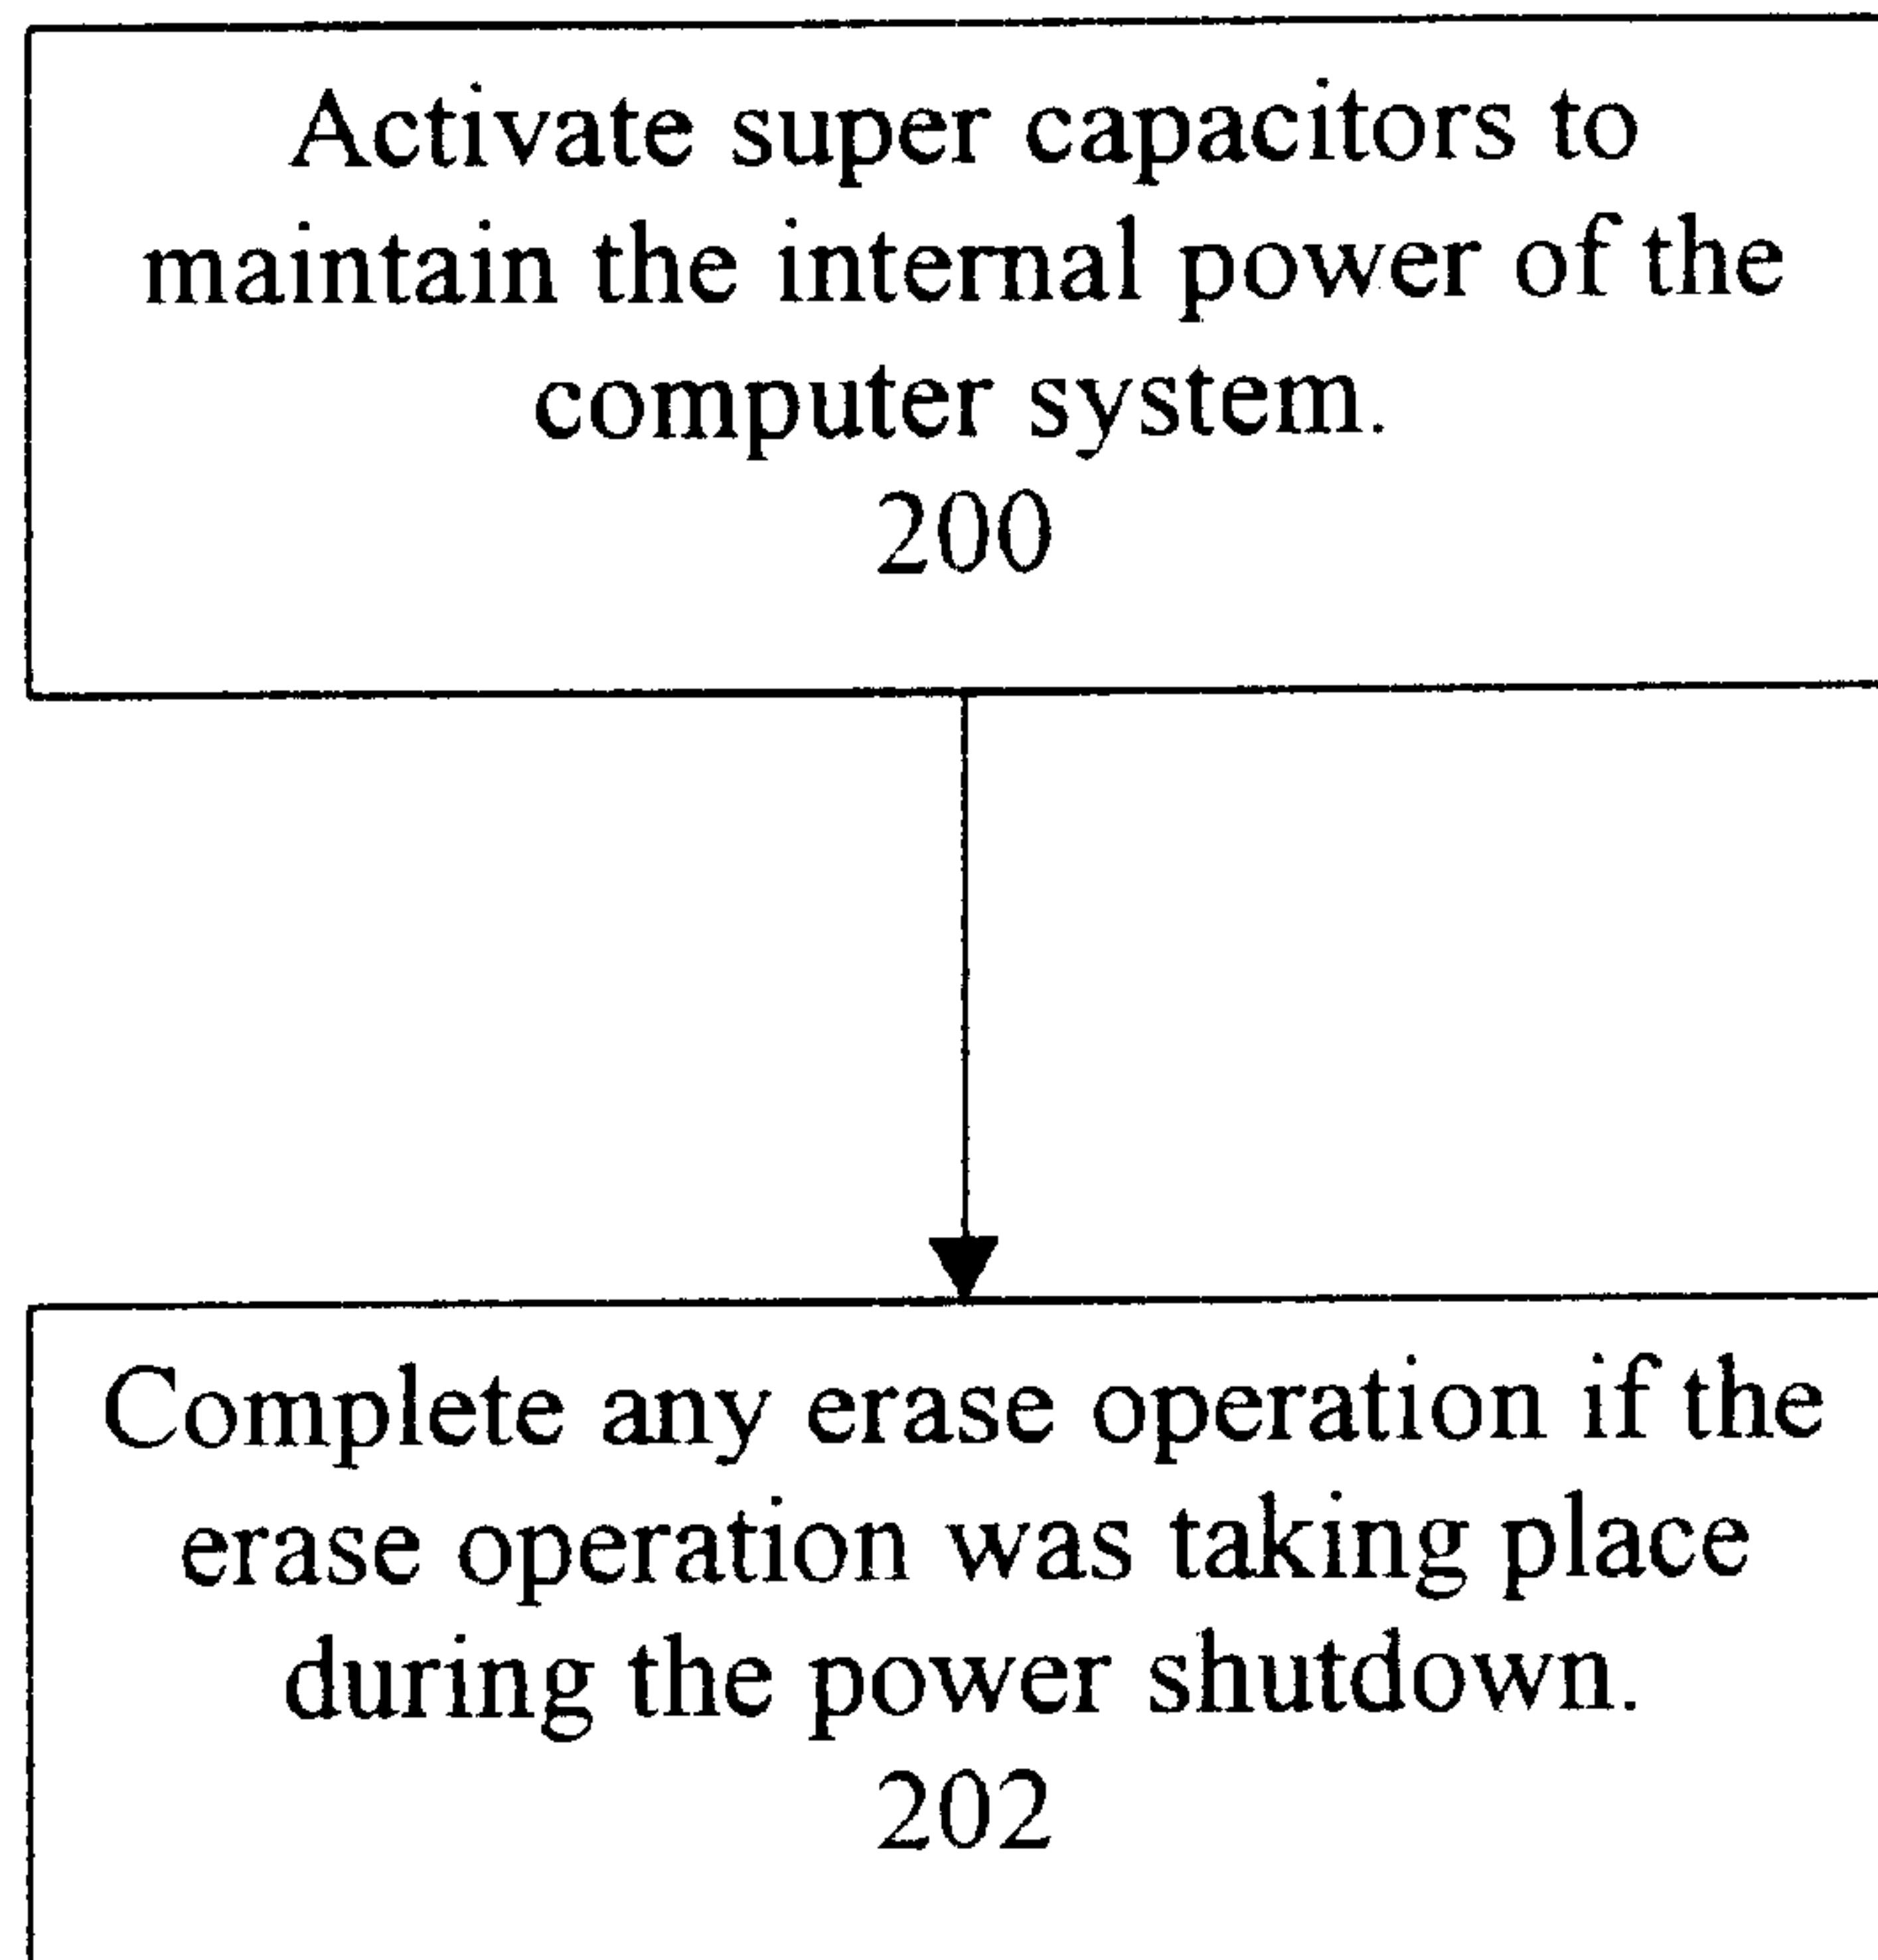 Activate super capacitors to
maintain the internal power of the
computer system.
200
Complete any erase operation if the
erase operation was taking place
during the power shutdown.
202